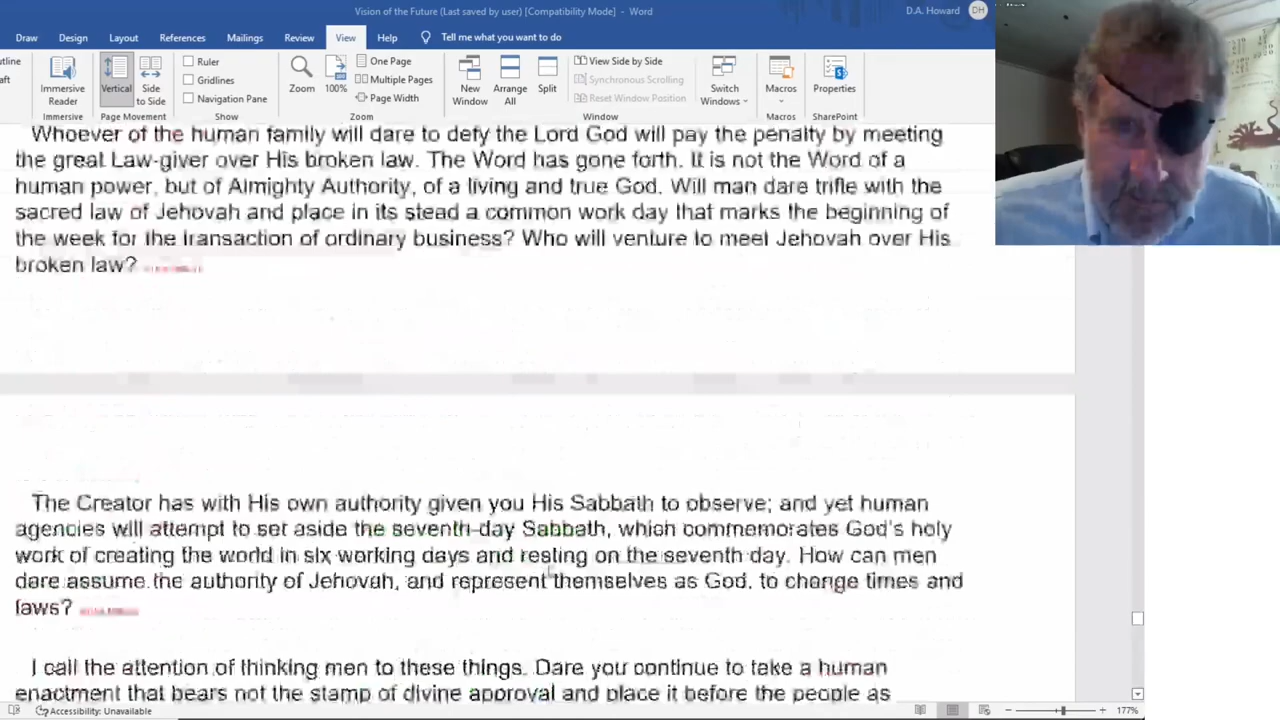 Vision of the Future (Last saved by user) [Compatibility Mode] - Word
D.A. Howard
DH
Draw Design Layout References Mailings Review View Help Tell me what you want to do
utline
aft
Immersive
Reader
Immersive
Vertical
Side
to Side
Page Movement
Ruler
Gridlines
Navigation Pane
Show
Zoom
100%
One Page
Multiple Pages
Page Width
Zoom
New
Window
Arrange
All
Split
View Side by Side
Synchronous Scrolling
Reset Window Position
Window
Switch
Windows
Macros
Macros
Properties
SharePoint
Whoever of the human family will dare to defy the Lord God will pay the penalty by meeting
the great Law-giver over His broken law. The Word has gone forth. It is not the Word of a
human power, but of Almighty Authority, of a living and true God. Will man dare trifle with the
sacred law of Jehovah and place in its stead a common work day that marks the beginning of
the week for the transaction of ordinary business? Who will venture to meet Jehovah over His
broken law?
The Creator has with His own authority given you His Sabbath to observe; and yet human
agencies will attempt to set aside the seventh-day Sabbath, which commemorates God's holy
work of creating the world in six working days and resting on the seventh day. How can men
dare assume the authority of Jehovah, and represent themselves as God, to change times and
laws?
I call the attention of thinking men to these things. Dare you continue to take a human
enactment that bears not the stamp of divine approval and place it before the people as
Accessibility: Unavailable
177%